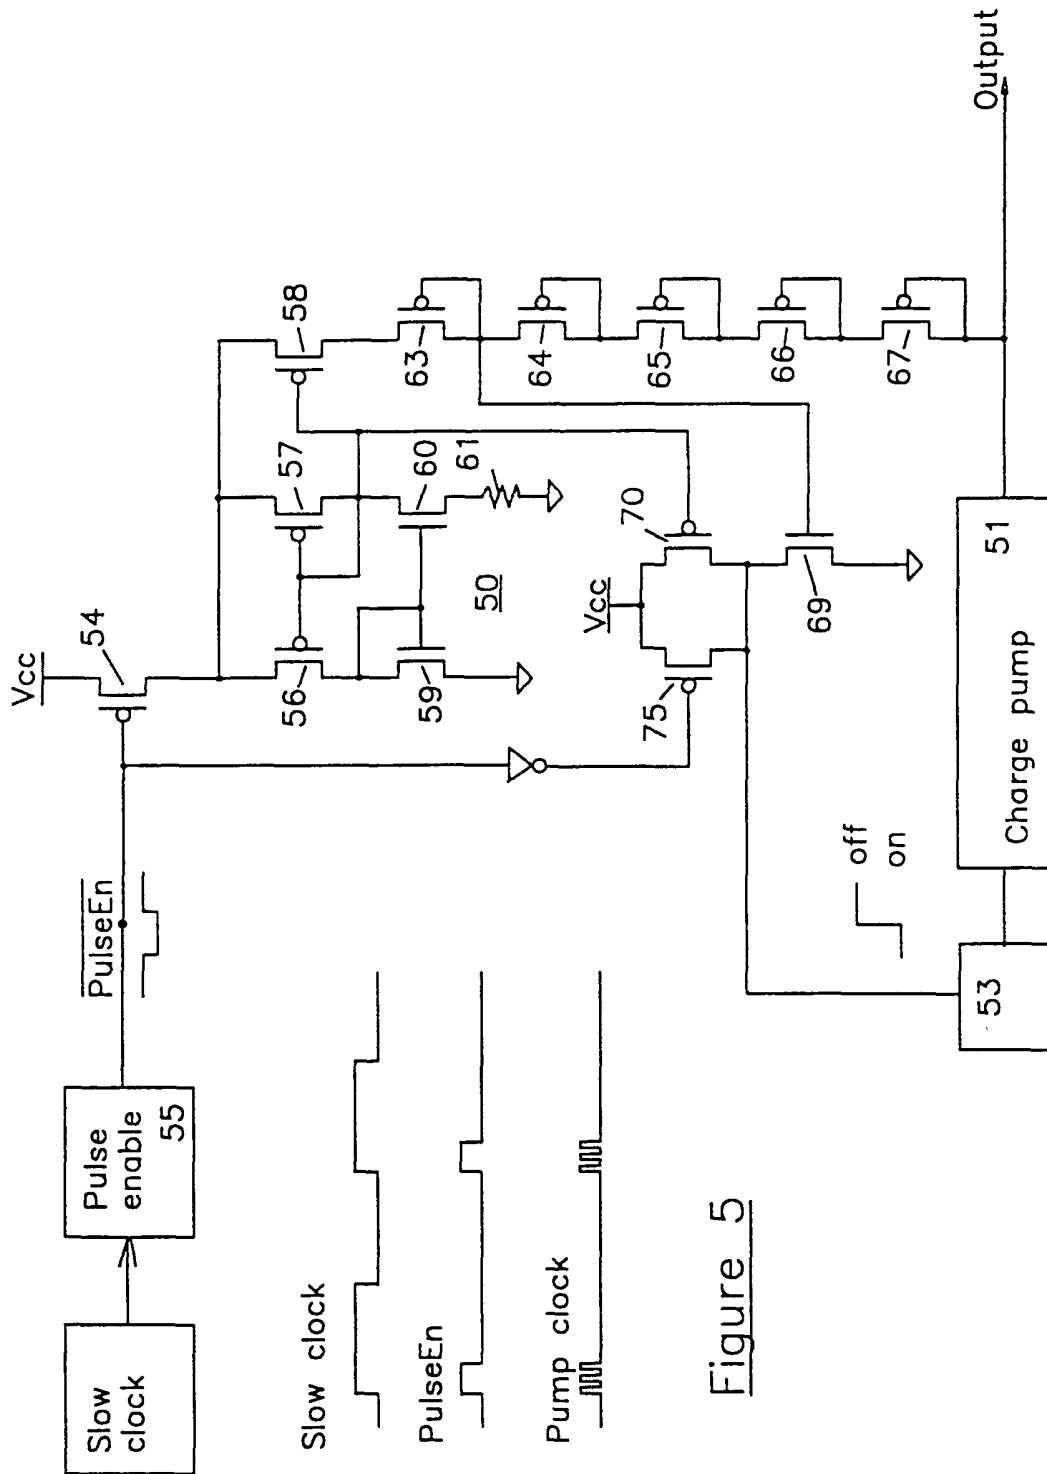 Slow
clock
Pulse
enable
55
PulseEn
Vcc
54
56
57
58
59
60
61
50
63
64
65
66
67
Vcc
75
70
69
off
on
53
Charge pump
51
Output
Slow clock
PulseEn
Pump clock
Figure 5